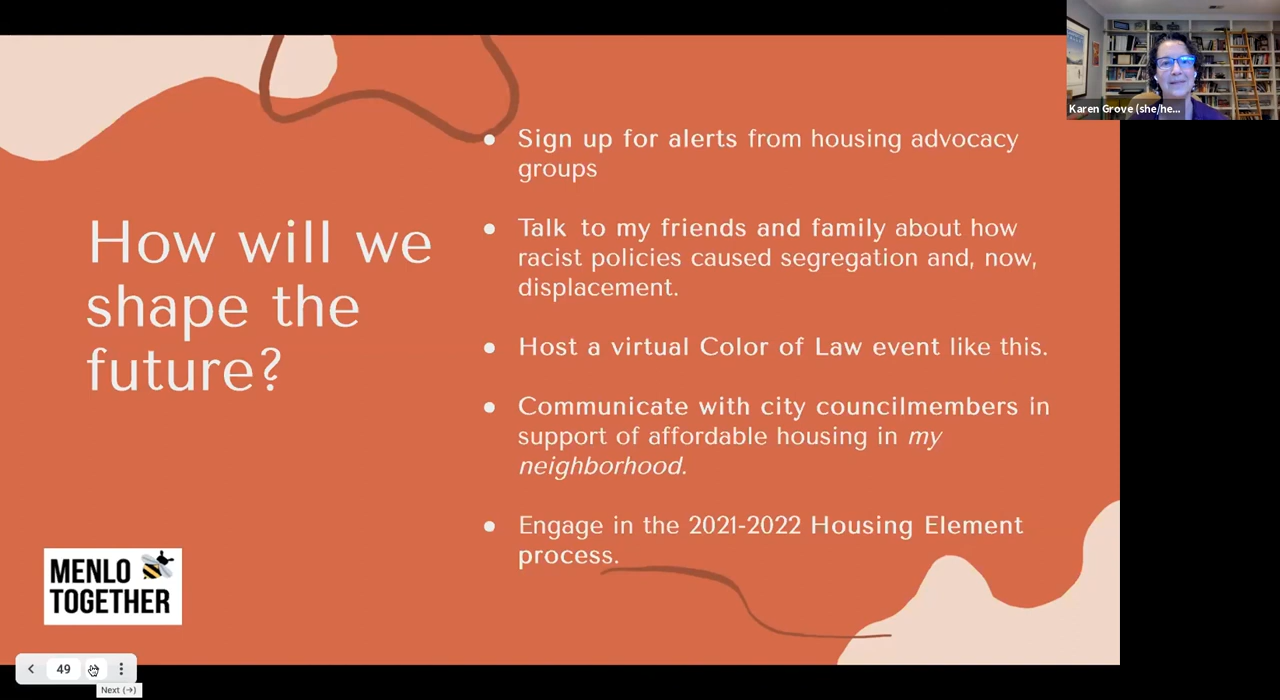 Karen Grove (she/he...
How will we
shape the
future?
Sign up for alerts from housing advocacy
groups
Talk to my friends and family about how
racist policies caused segregation and, now,
displacement.
Host a virtual Color of Law event like this.
Communicate with city councilmembers in
support of affordable housing in my
neighborhood.
Engage in the 2021-2022 Housing Element
process.
MENLO
TOGETHER
49
Next (→)